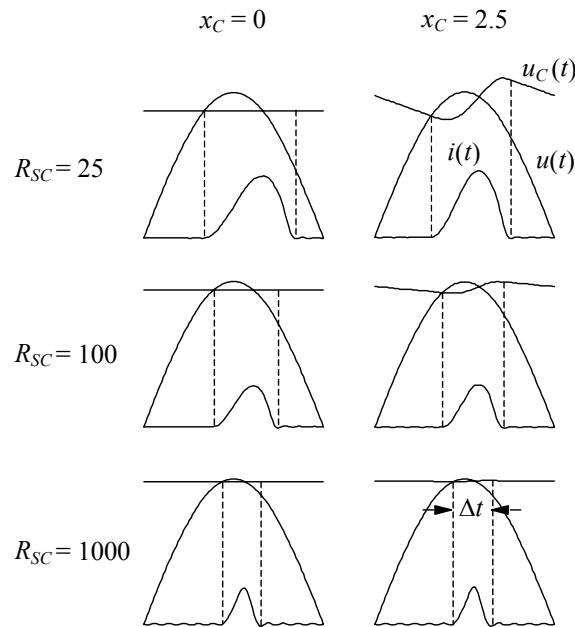 x_C = 0
x_C = 2.5
u_C(t)
R_SC = 25
i(t)
u(t)
R_SC = 100
R_SC = 1000
Δt